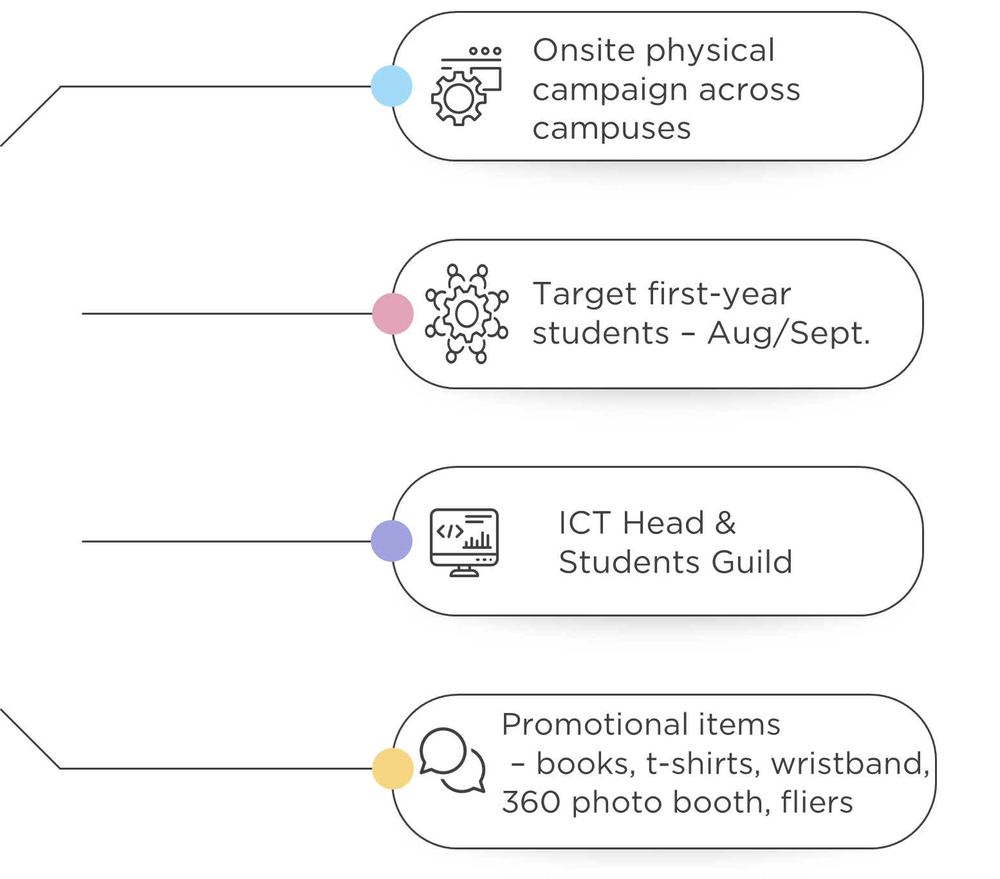 Onsite physical
campaign across
campuses
Target first-year
students – Aug/Sept.
</>
ICT Head &
Students Guild
Promotional items
– books, t-shirts, wristband,
360 photo booth, fliers